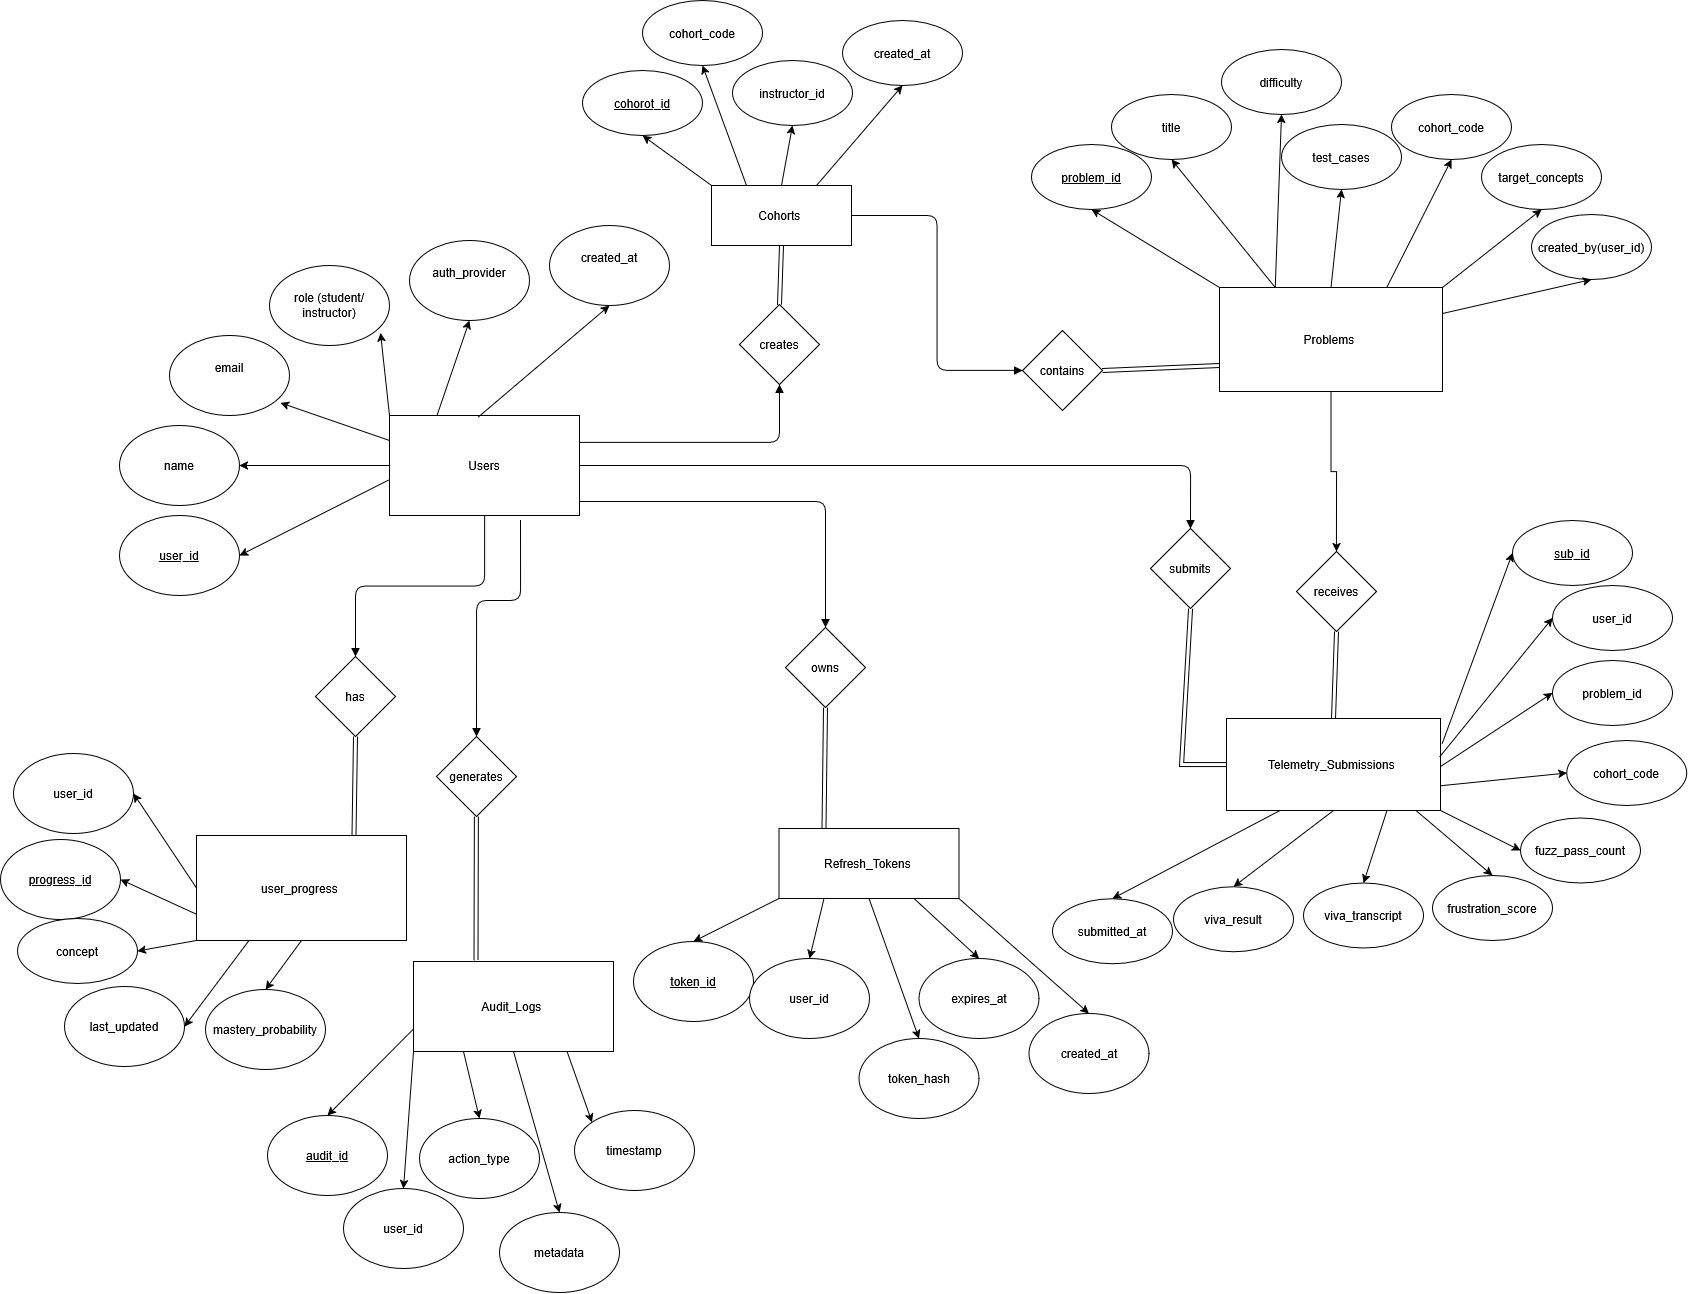 cohort_code
created_at
cohorot_id
instructor_id
Cohorts
difficulty
title
cohort_code
test_cases
problem_id
target_concepts
created_by(user_id)
Problems
created_at
auth_provider
role (student/
instructor)
email
name
user_id
Users
creates
contains
submits
receives
has
generates
owns
sub_id
user_id
problem_id
cohort_code
Telemetry_Submissions
fuzz_pass_count
frustration_score
viva_transcript
viva_result
submitted_at
user_id
progress_id
concept
last_updated
mastery_probability
user_progress
Refresh_Tokens
token_id
user_id
expires_at
token_hash
created_at
Audit_Logs
audit_id
user_id
action_type
metadata
timestamp